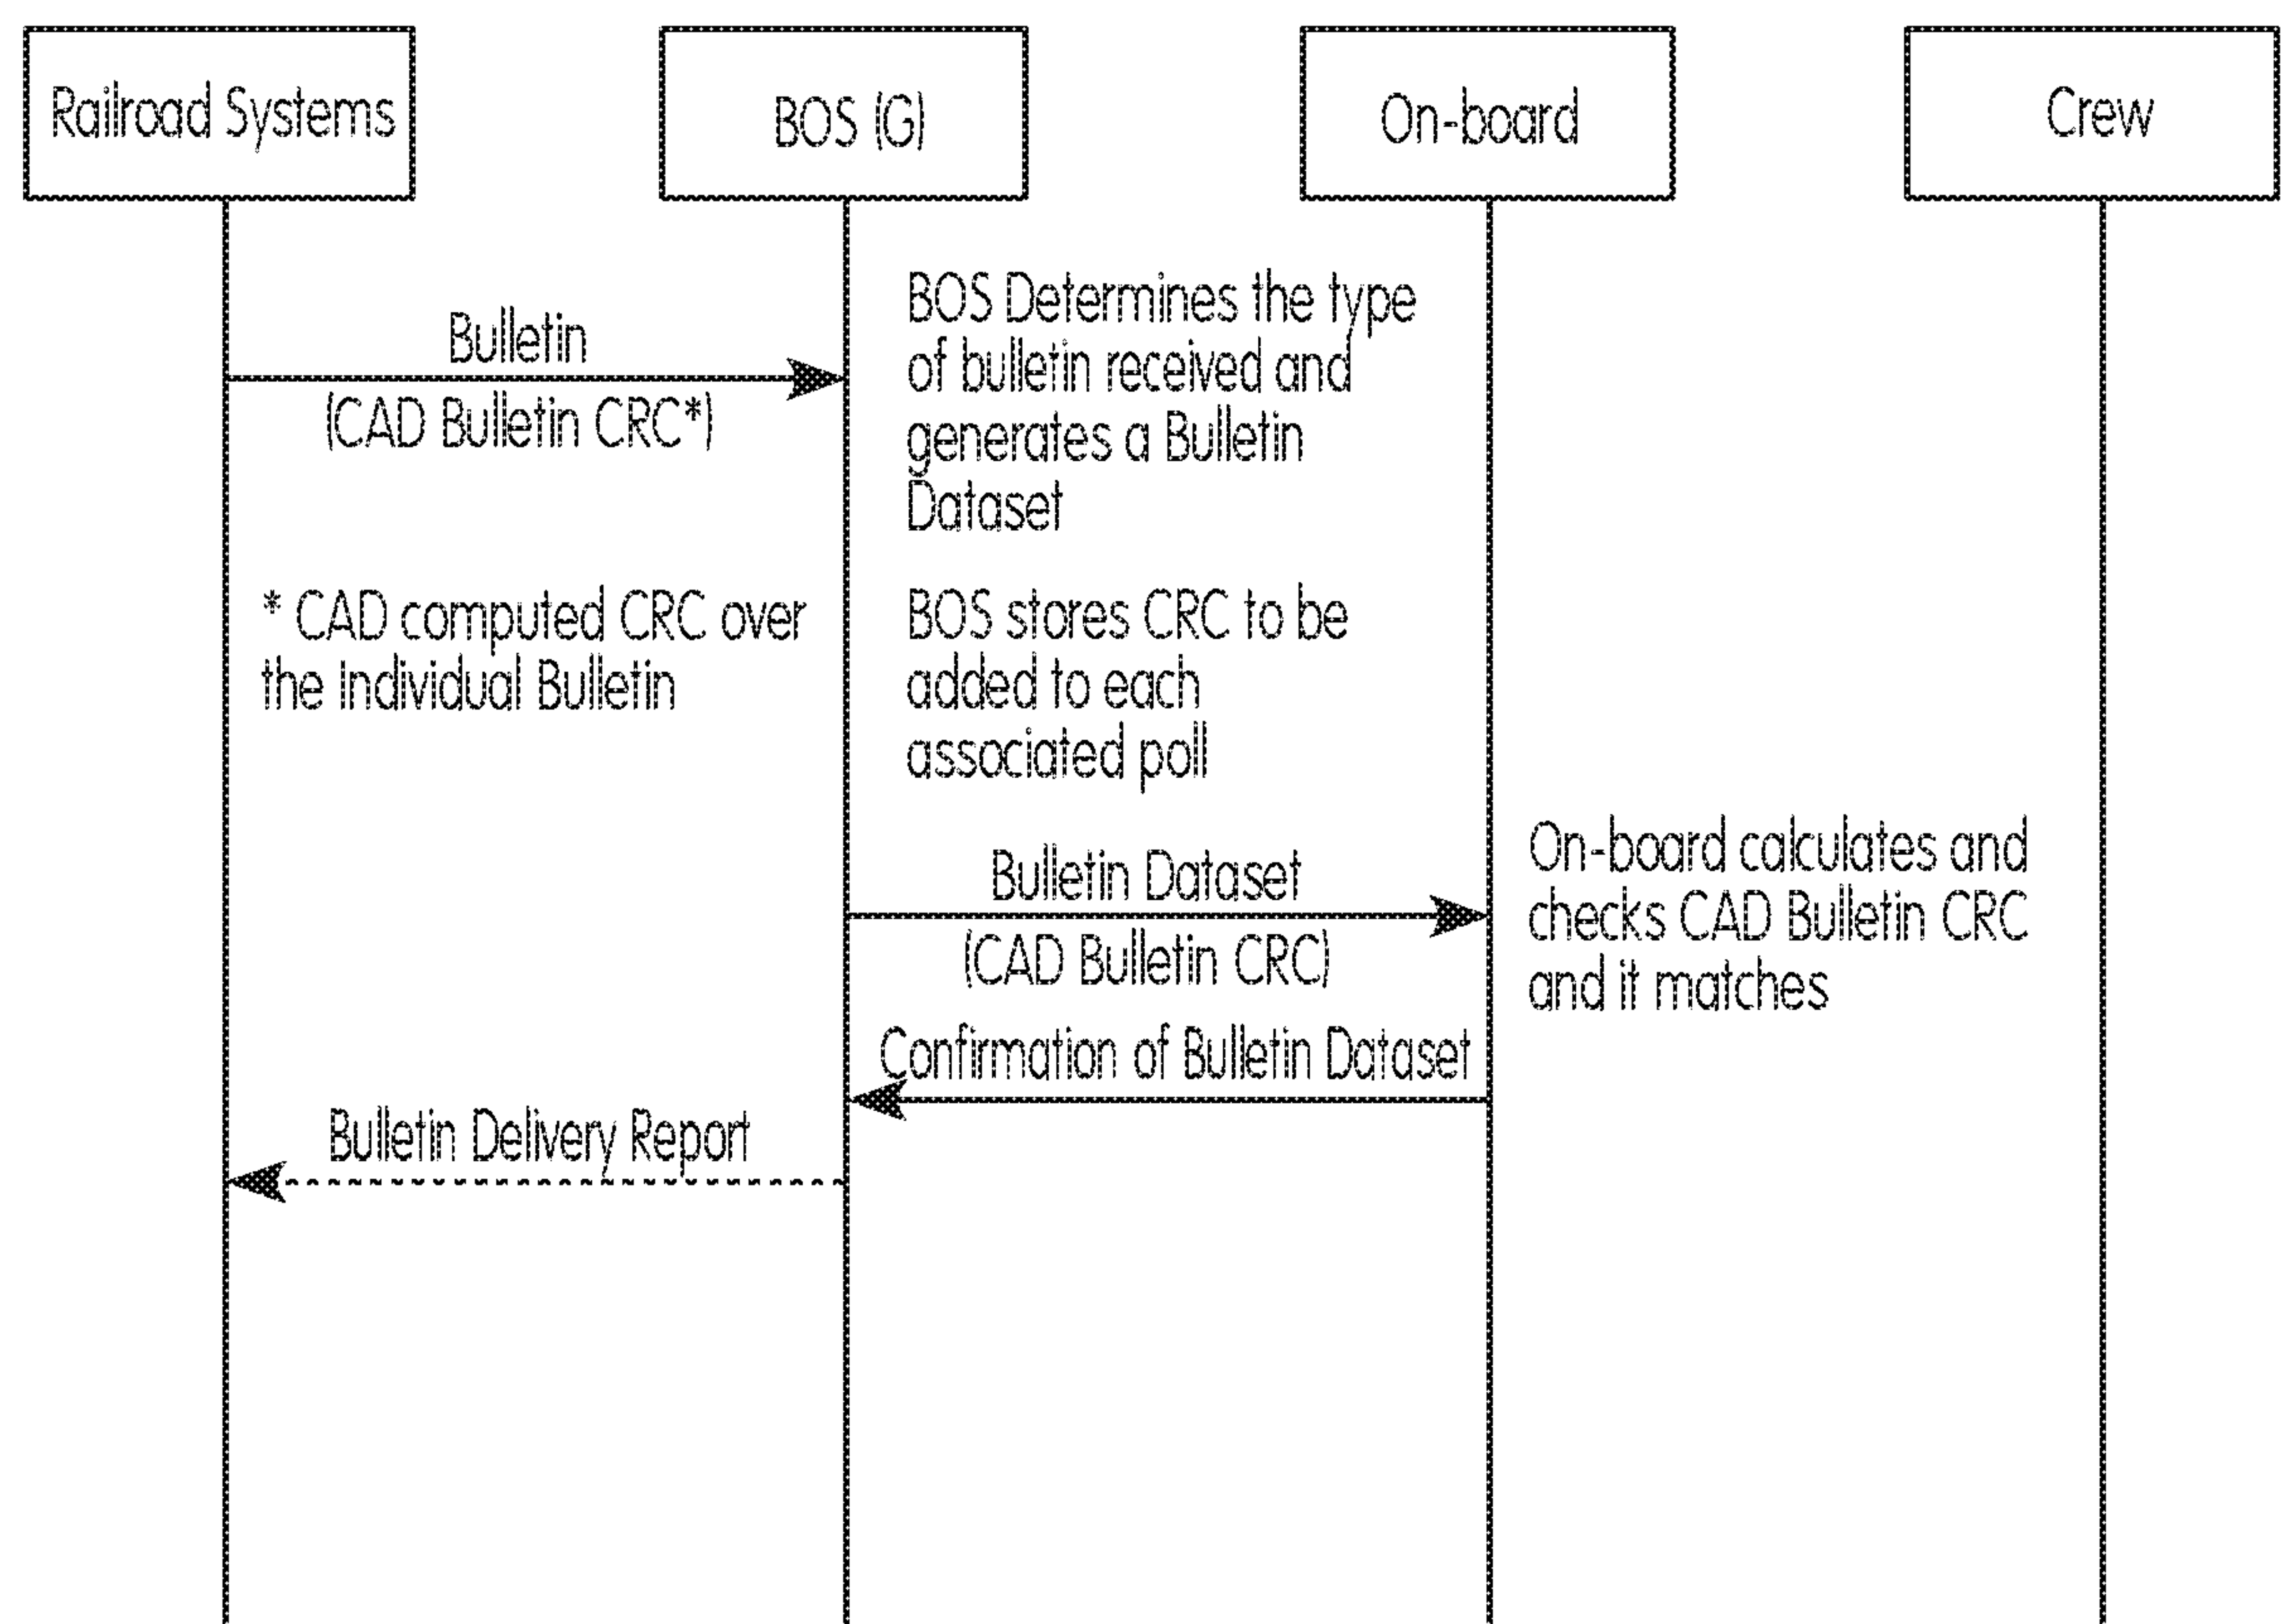 Railroad Systems
BOS (G)
On-board
Crew
Bulletin
(CAD Bulletin CRC*)
BOS Determines the type
of bulletin received and
generates a Bulletin
Dataset
* CAD computed CRC over
the Individual Bulletin
BOS stores CRC to be
added to each
associated poll
Bulletin Dataset
(CAD Bulletin CRC)
On-board calculates and
checks CAD Bulletin CRC
and it matches
Confirmation of Bulletin Dataset
Bulletin Delivery Report